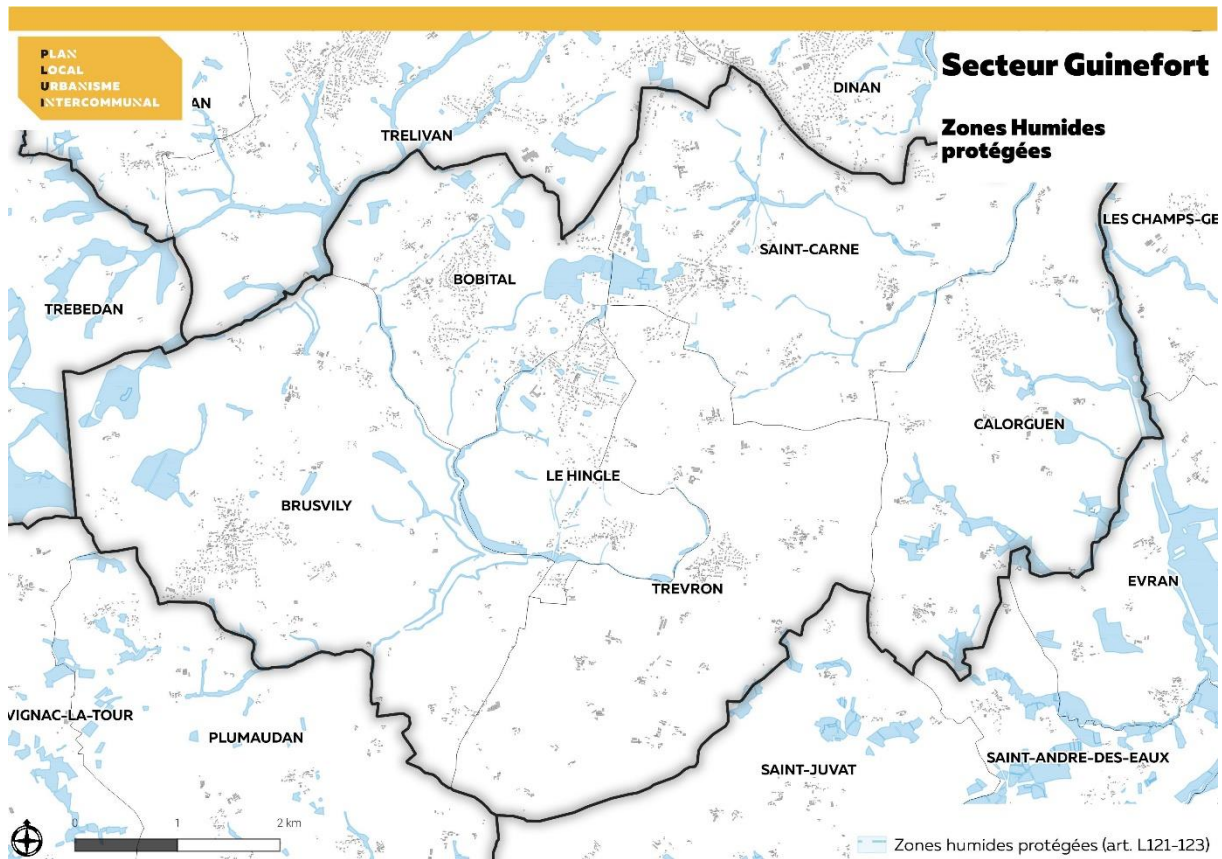 PLAN
LOCAL
URBANISME
INTERCOMMUNAL
Secteur Guinefort
Zones Humides
protégées
AN
DINAN
TRELIVAN
LES CHAMPS-GE
SAINT-CARNE
BOBITAL
TREBEDAN
CALORGUEN
LE HINGLE
BRUSVILY
EVRAN
TREVRON
VIGNAC-LA-TOUR
PLUMAUDAN
SAINT-ANDRE-DES-EAUX
SAINT-JUVAT
0 1 2 km
Zones humides protégées (art. L121-123)